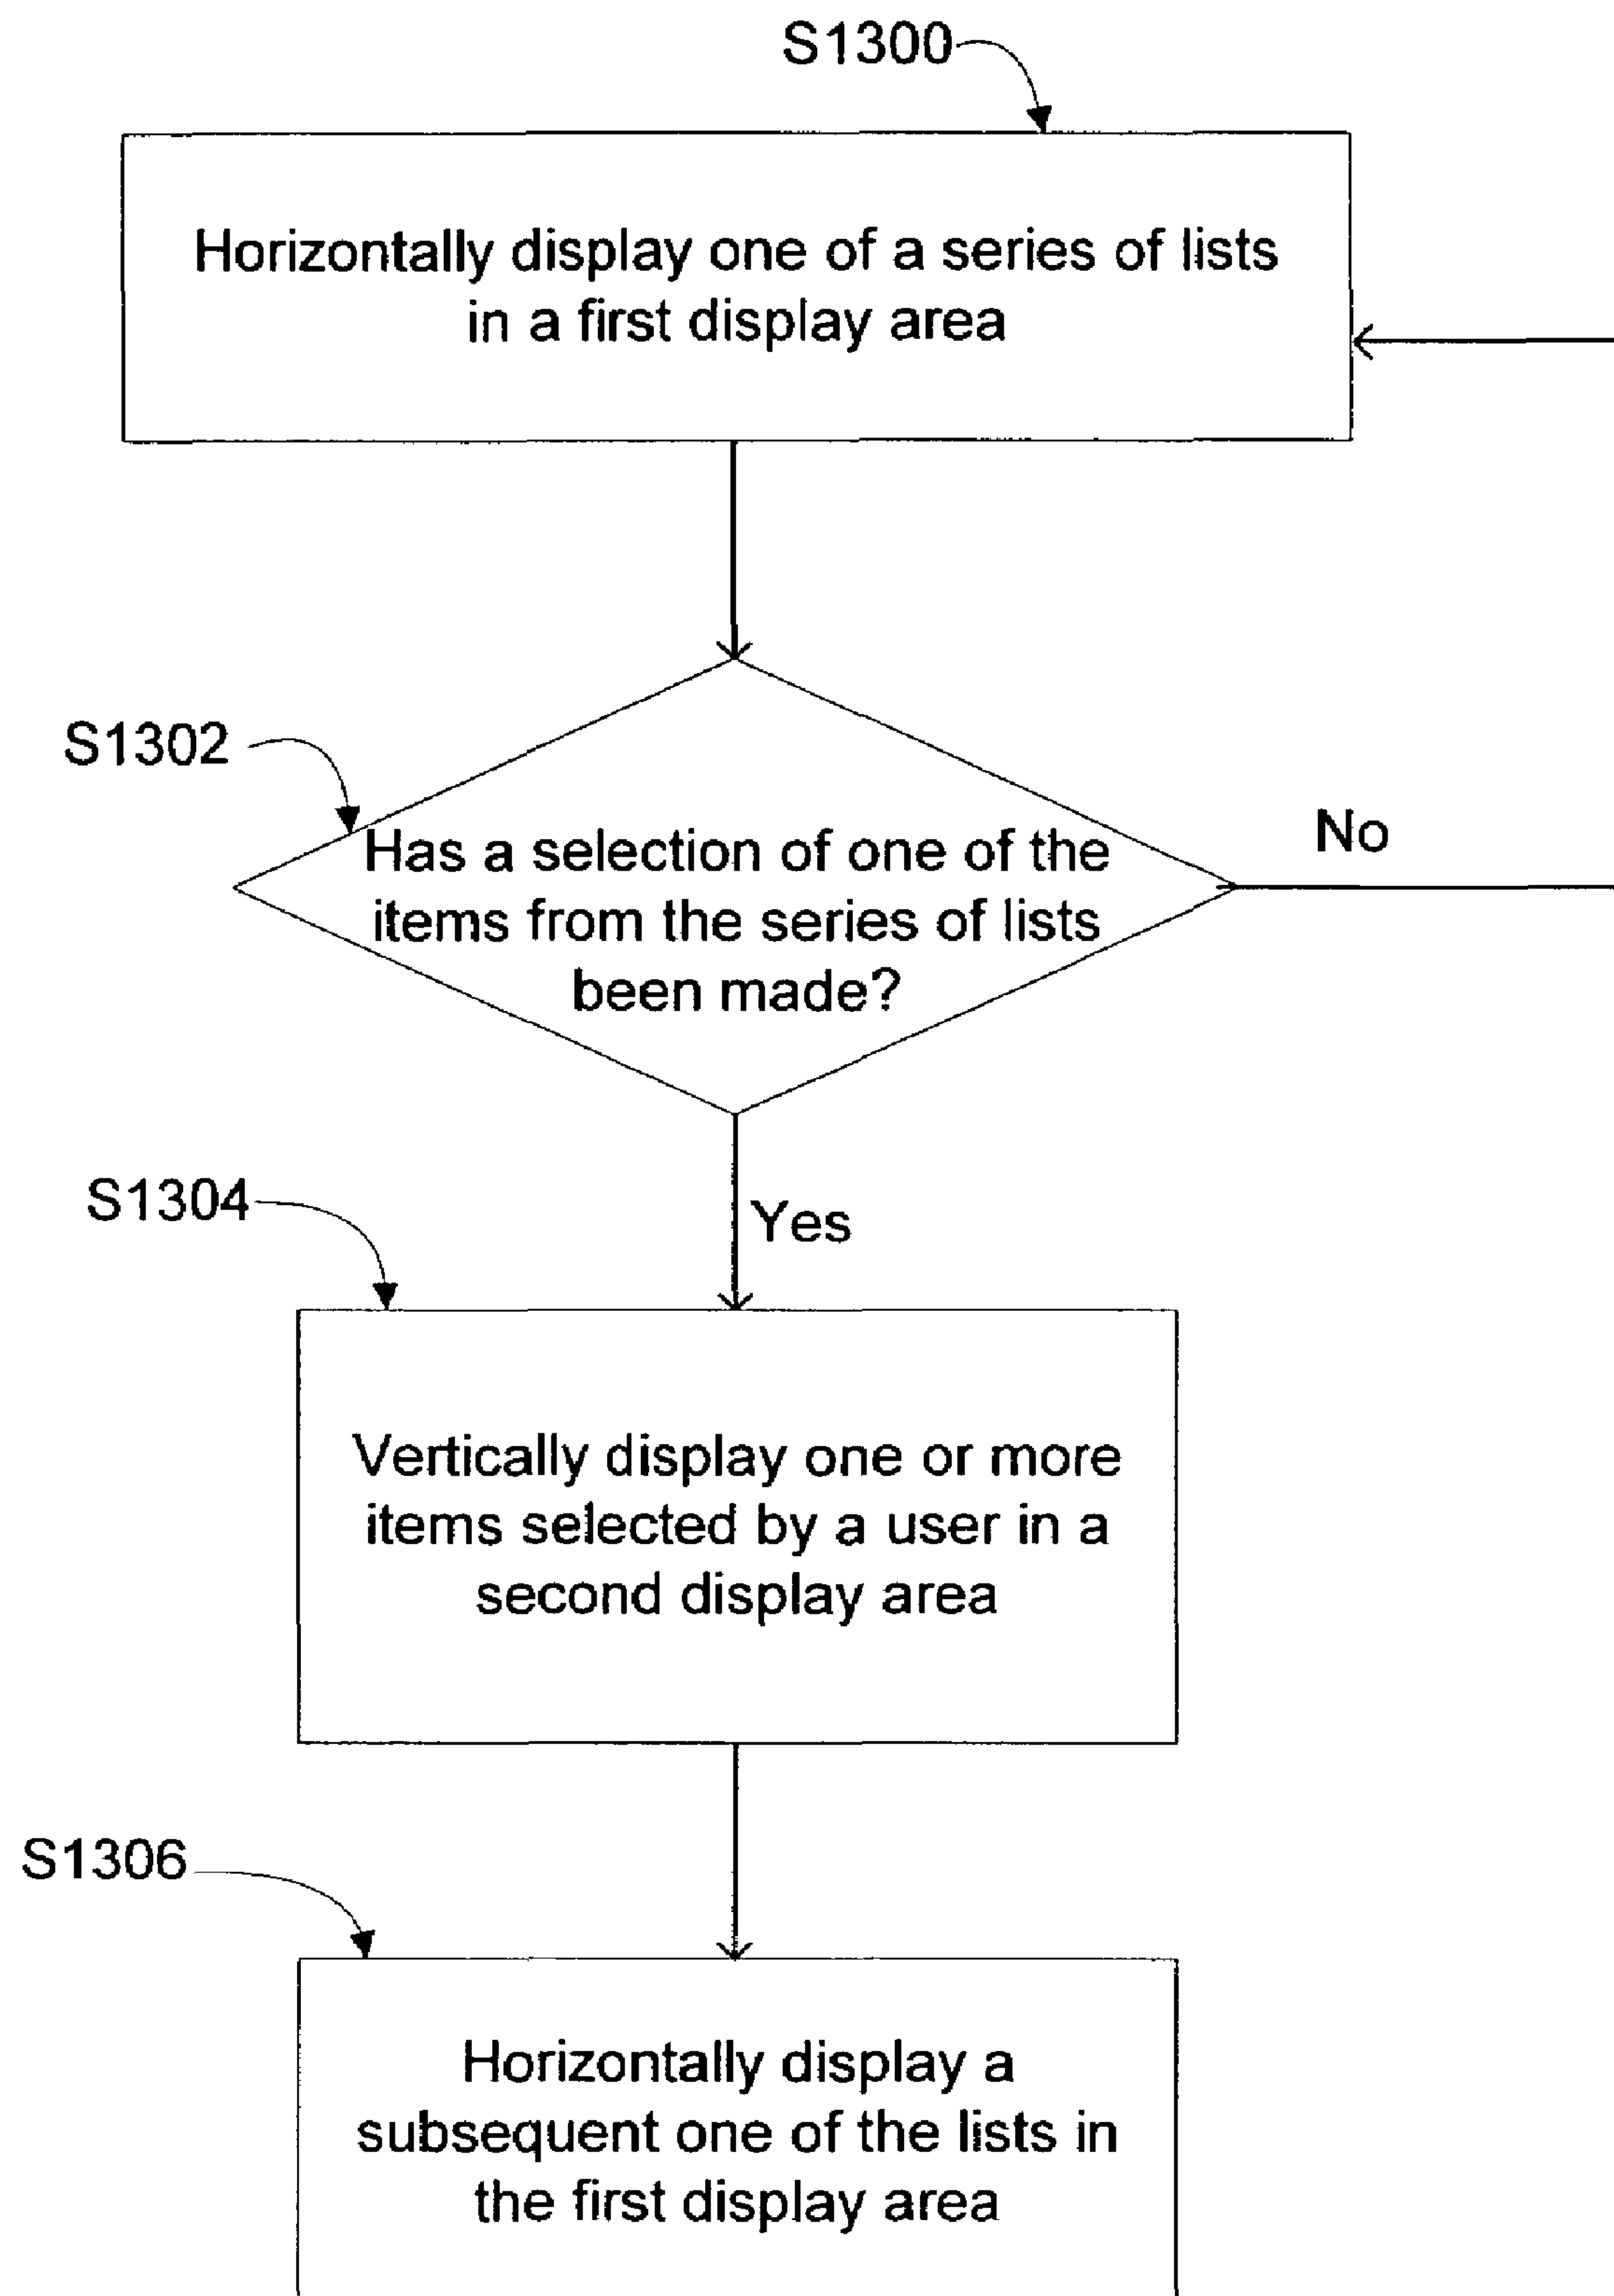 S1300
Horizontally display one of a series of lists
in a first display area
S1302
Has a selection of one of the
items from the series of lists
been made?
No
S1304
Yes
Vertically display one or more
items selected by a user in a
second display area
S1306
Horizontally display a
subsequent one of the lists in
the first display area